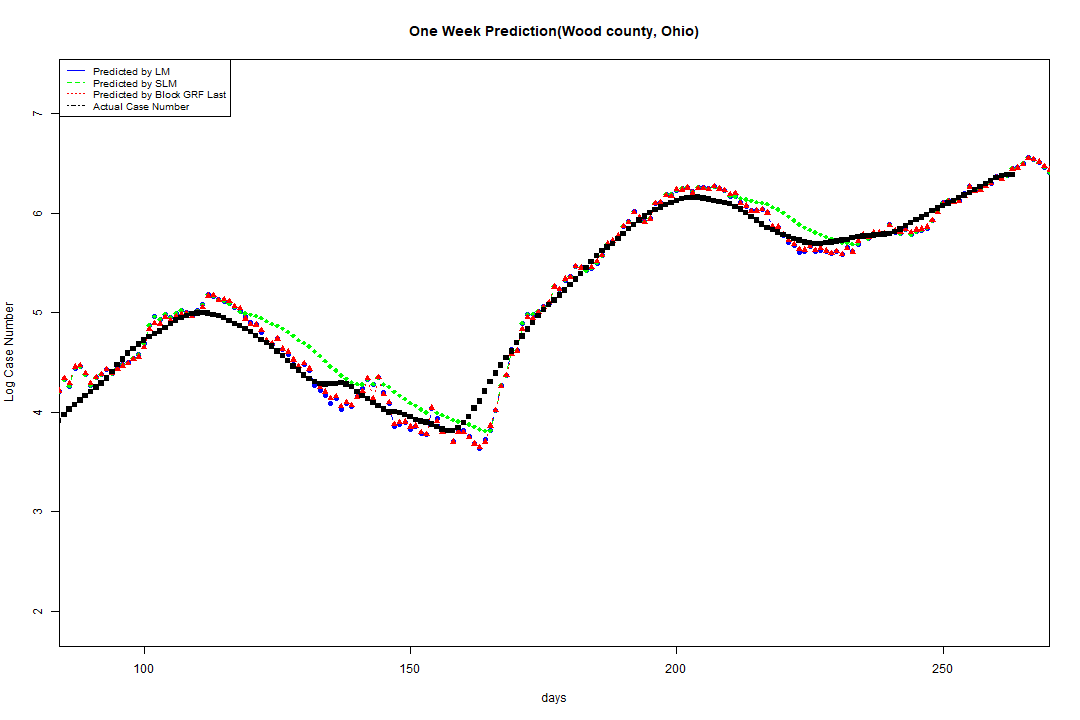 One Week Prediction(Wood county, Ohio)
Predicted by LM
Predicted by SLM
Predicted by Block GRF Last
Actual Case Number
Log Case Number
7
6
5
4
3
2
100
150
200
250
days